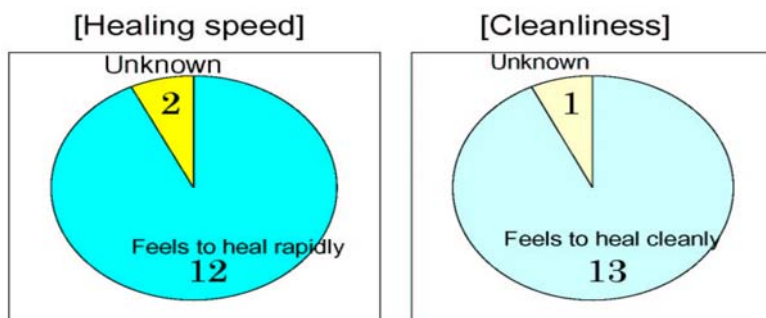 [Healing speed]
Unknown
2
Feels to heal rapidly
12
[Cleanliness]
Unknown
1
Feels to heal cleanly
13